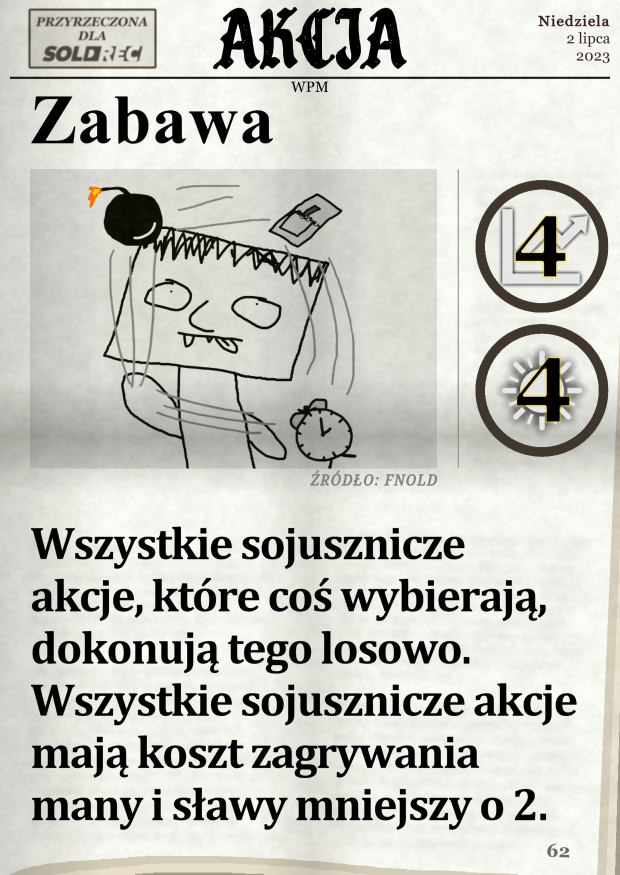 PRZYRZECZONA
DLA
SOLDREC
AKCJA
Niedziela
2 lipca
2023
WPM
Zabawa
4
4
ŹRÓDŁO: FNOLD
Wszystkie sojusznicze
akcje, które coś wybierają,
dokonują tego losowo.
Wszystkie sojusznicze akcje
mają koszt zagrywania
many i sławy mniejszy o 2.
62